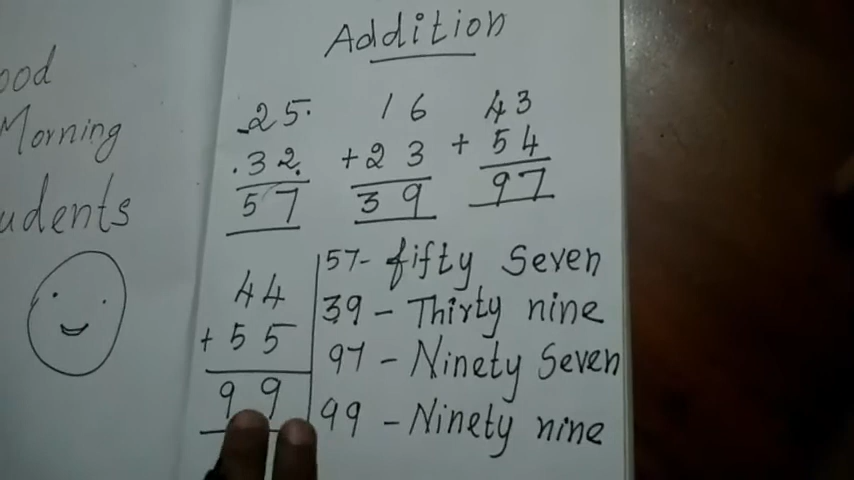 ood
Morning
udents
Addition
25
32
57
16
+23
39
43
+54
97
44
+55
99
57- fifty Seven
39 - Thirty nine
97 - Ninety Seven
99 - Ninety nine